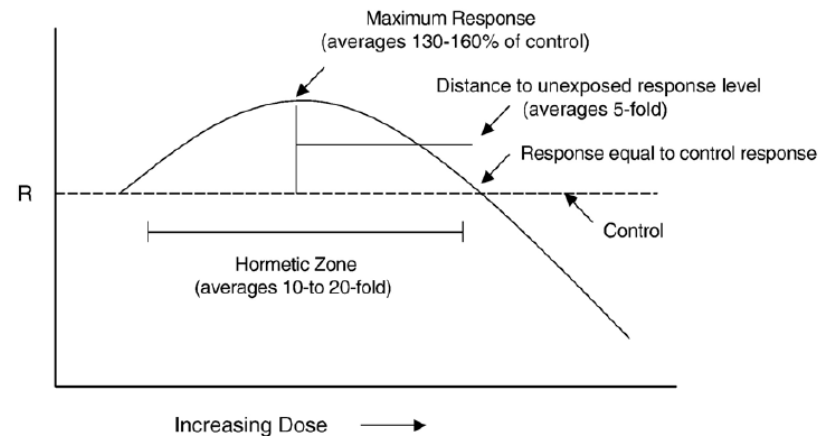 Maximum Response
(averages 130-160% of control)
Distance to unexposed response level
(averages 5-fold)
Response equal to control response
R
Control
Hormetic Zone
(averages 10-to 20-fold)
Increasing Dose